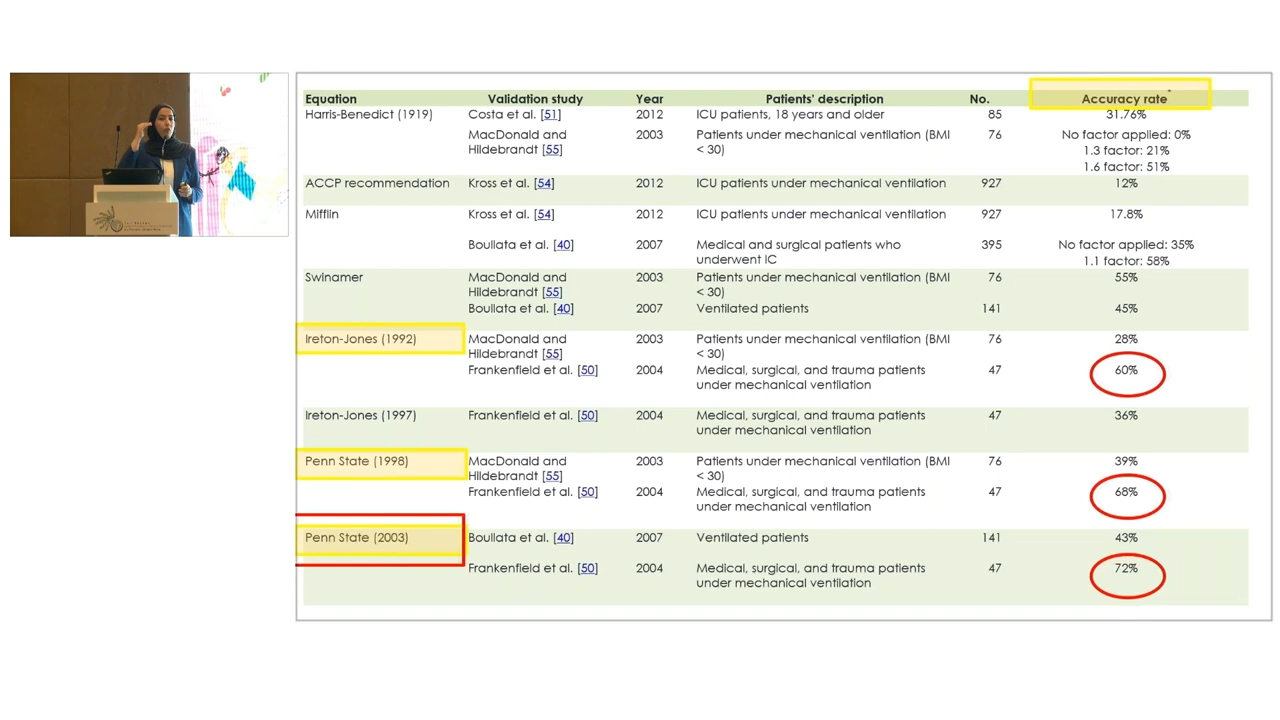 Equation Validation study Year Patients' description No. Accuracy rate*
Harris-Benedict (1919) Costa et al. [51] 2012 ICU patients, 18 years and older 85 31.76%
MacDonald and 2003 Patients under mechanical ventilation (BMI 76 No factor applied: 0%
Hildebrandt [55] < 30) 1.3 factor: 21%
1.6 factor: 51%
ACCP recommendation Kross et al. [54] 2012 ICU patients under mechanical ventilation 927 12%
Mifflin Kross et al. [54] 2012 ICU patients under mechanical ventilation 927 17.8%
Boullata et al. [40] 2007 Medical and surgical patients who 395 No factor applied: 35%
underwent IC 1.1 factor: 58%
Swinamer MacDonald and 2003 Patients under mechanical ventilation (BMI 76 55%
Hildebrandt [55] < 30)
Boullata et al. [40] 2007 Ventilated patients 141 45%
Ireton-Jones (1992) MacDonald and 2003 Patients under mechanical ventilation (BMI 76 28%
Hildebrandt [55] < 30)
Frankenfield et al. [50] 2004 Medical, surgical, and trauma patients 47 60%
under mechanical ventilation
Ireton-Jones (1997) Frankenfield et al. [50] 2004 Medical, surgical, and trauma patients 47 36%
under mechanical ventilation
Penn State (1998) MacDonald and 2003 Patients under mechanical ventilation (BMI 76 39%
Hildebrandt [55] < 30)
Frankenfield et al. [50] 2004 Medical, surgical, and trauma patients 47 68%
under mechanical ventilation
Penn State (2003) Boullata et al. [40] 2007 Ventilated patients 141 43%
Frankenfield et al. [50] 2004 Medical, surgical, and trauma patients 47 72%
under mechanical ventilation